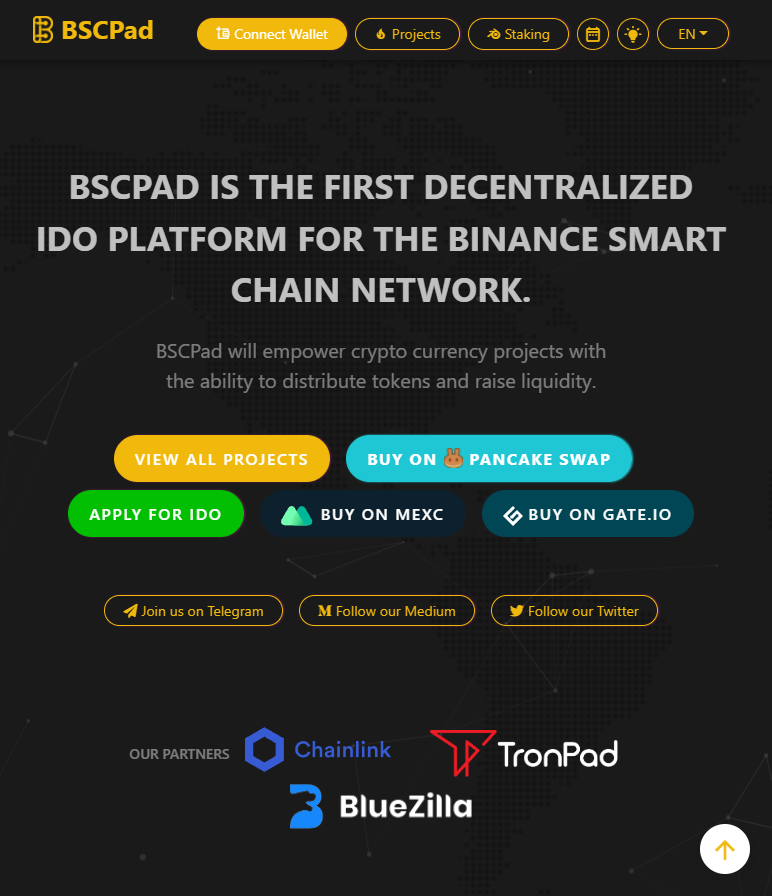 BSCPad
Connect Wallet
Projects
Staking
EN
BSCPAD IS THE FIRST DECENTRALIZED
IDO PLATFORM FOR THE BINANCE SMART
CHAIN NETWORK.
BSCPad will empower crypto currency projects with
the ability to distribute tokens and raise liquidity.
VIEW ALL PROJECTS
BUY ON PANCAKE SWAP
APPLY FOR IDO
BUY ON MEXC
BUY ON GATE.IO
Join us on Telegram
Follow our Medium
Follow our Twitter
OUR PARTNERS
Chainlink
TronPad
BlueZilla